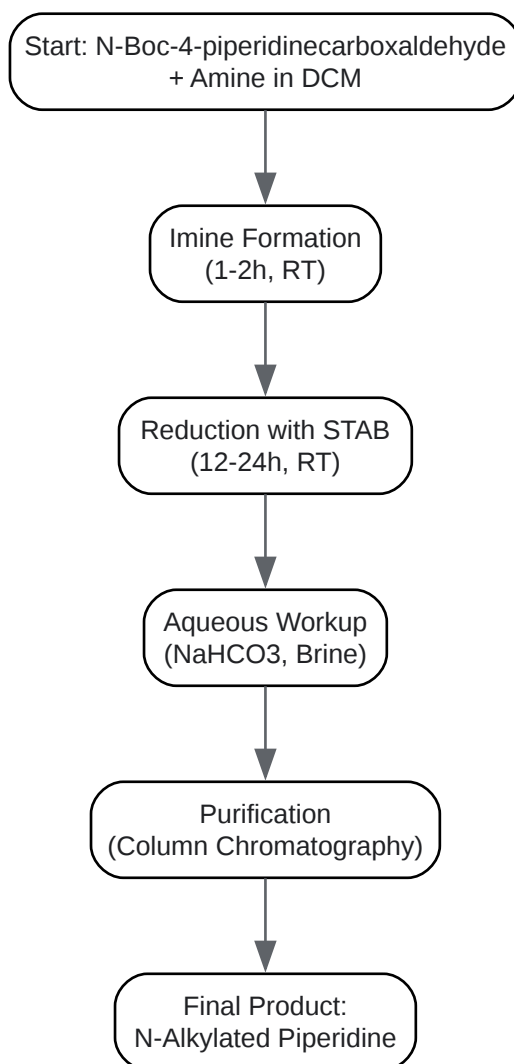 Start: N-Boc-4-piperidinecarboxaldehyde
+ Amine in DCM
Imine Formation
(1-2h, RT)
Reduction with STAB
(12-24h, RT)
Aqueous Workup
(NaHCO3, Brine)
Purification
(Column Chromatography)
Final Product:
N-Alkylated Piperidine